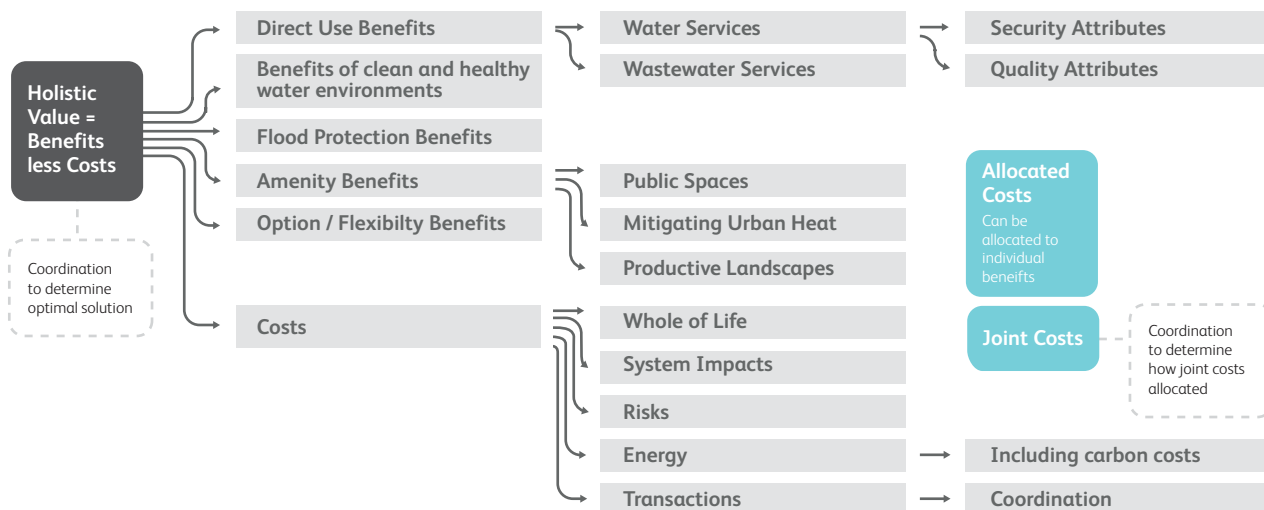 Direct Use Benefits
Water Services
Security Attributes
Benefits of clean and healthy
water environments
Wastewater Services
Quality Attributes
Holistic
Value =
Benefits
less Costs
Flood Protection Benefits
Amenity Benefits
Public Spaces
Option / Flexibilty Benefits
Mitigating Urban Heat
Productive Landscapes
Allocated
Costs
Can be
allocated to
individual
beneifts
Coordination
to determine
optimal solution
Costs
Whole of Life
System Impacts
Risks
Energy
Including carbon costs
Transactions
Coordination
Joint Costs
Coordination
to determine
how joint costs
allocated